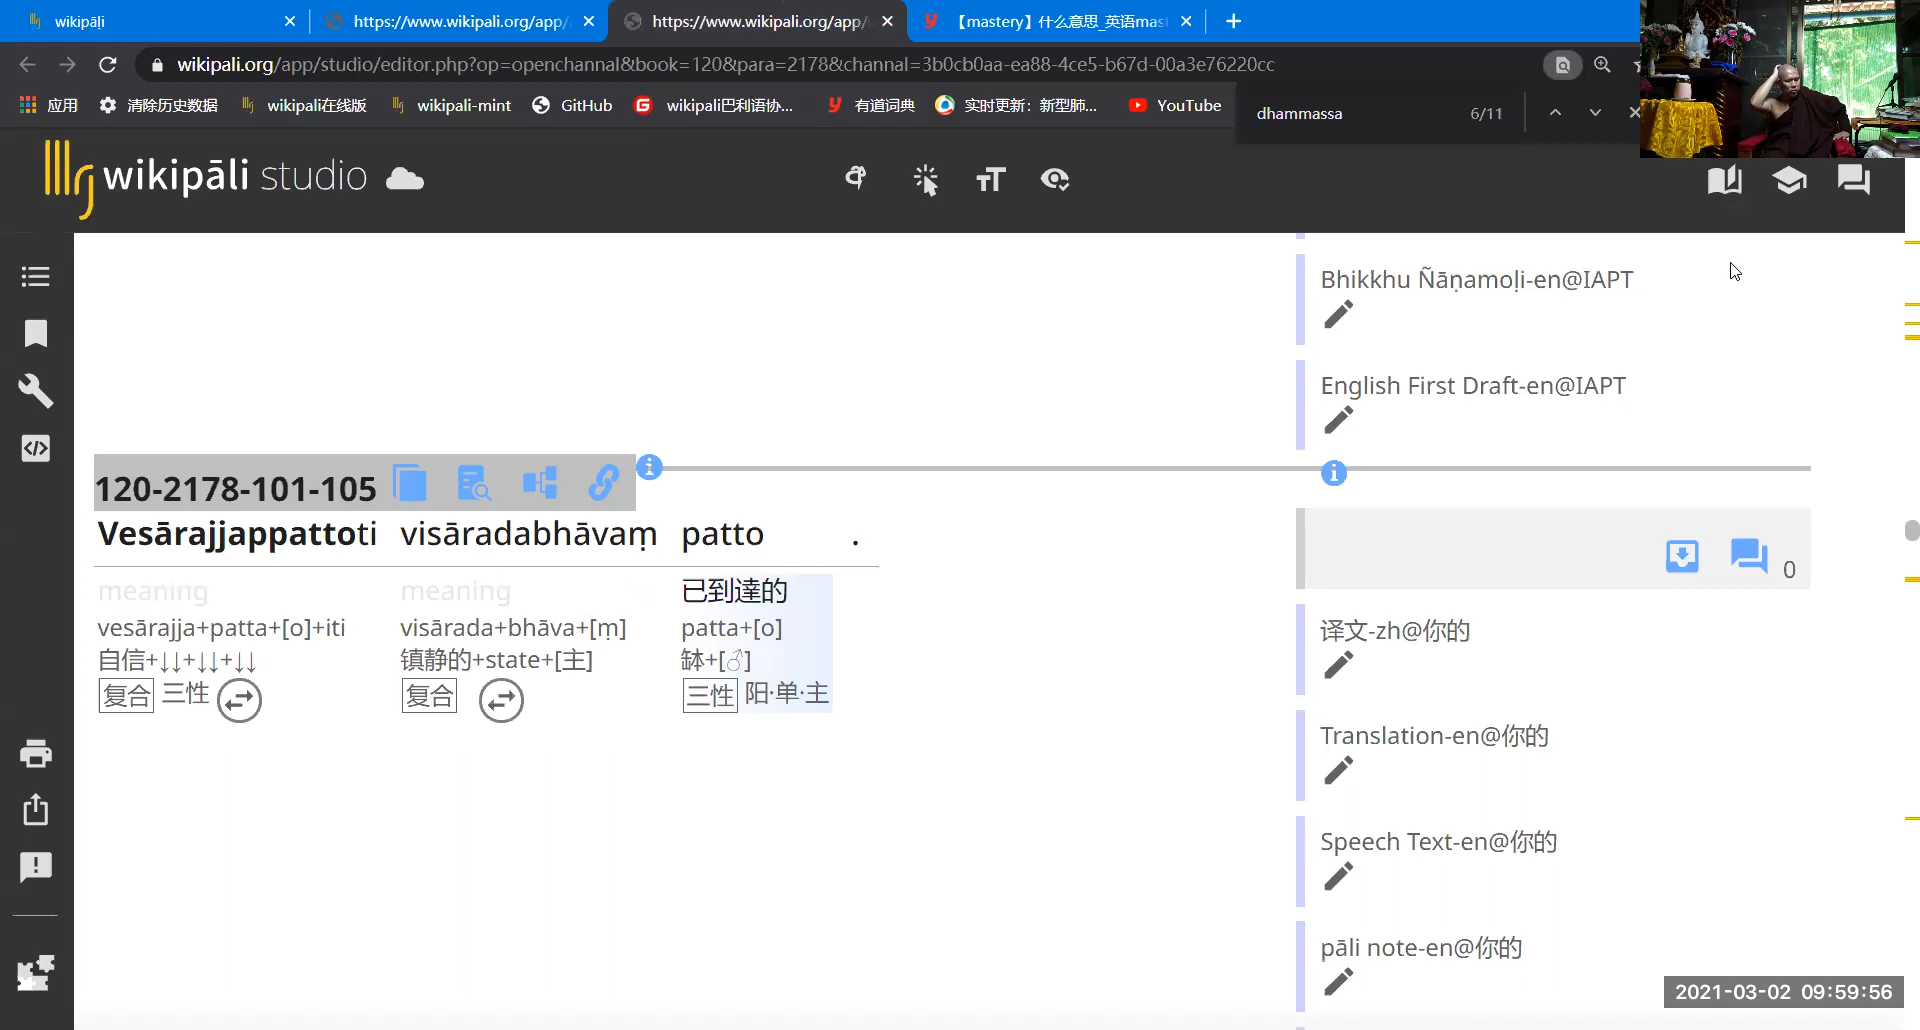 wikipāḷi
https://www.wikipali.org/app/
https://www.wikipali.org/app/
【mastery】什么意思_英语mast
wikipali.org/app/studio/editor.php?op=openchannal&book=120&para=2178&channal=3b0cb0aa-ea88-4ce5-b67d-00a3e76220cc
应用 清除历史数据 wikipali在线版 wikipali-mint GitHub wikipali巴利语协... 有道词典 实时更新：新型肺... YouTube
dhammassa 6/11
wikipāli studio
Bhikkhu Ñāṇamoḷi-en@IAPT
English First Draft-en@IAPT
120-2178-101-105
Vesārajjappattoti visāradabhāvaṃ patto .
0
meaning meaning 已到達的
vesārajja+patta+[o]+iti visārada+bhāva+[ṃ] patta+[o]
自信+↓↓+↓↓+↓↓ 镇静的+state+[主] 缽+[♂]
复合 三性 复合 三性 阳·单·主
译文-zh@你的
Translation-en@你的
Speech Text-en@你的
pāli note-en@你的
2021-03-02 09:59:56